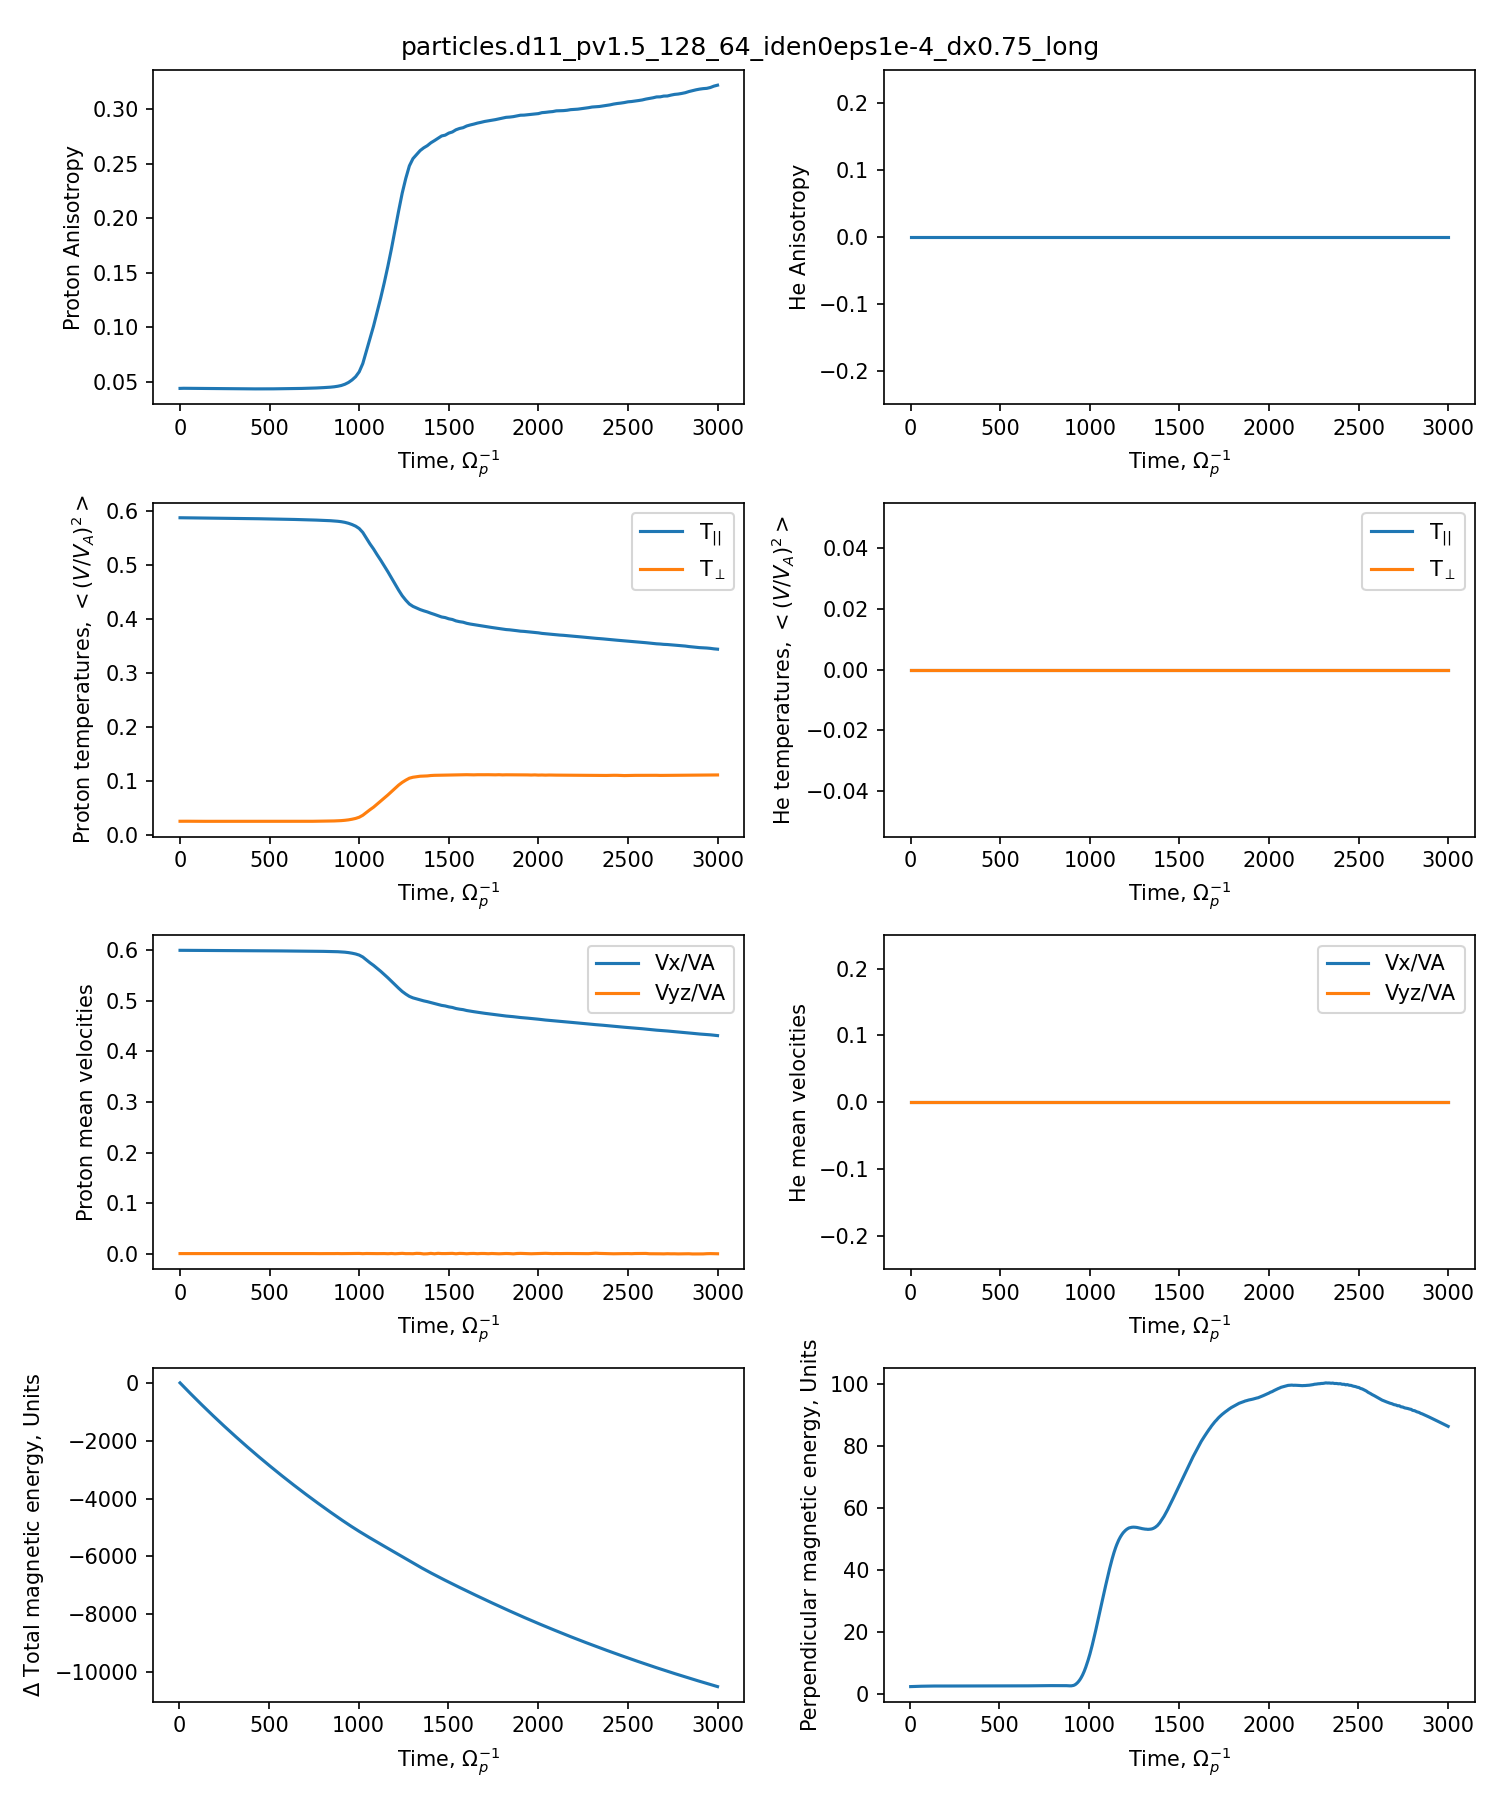 particles.d11_pv1.5_128_64_iden0eps1e-4_dx0.75_long
Proton Anisotropy
0.30
0.25
0.20
0.15
0.10
0.05
0 500 1000 1500 2000 2500 3000
Time, Ω_p^{−1}
He Anisotropy
0.2
0.1
0.0
−0.1
−0.2
0 500 1000 1500 2000 2500 3000
Time, Ω_p^{−1}
Proton temperatures, <(V/V_A)^2>
0.6
0.5
0.4
0.3
0.2
0.1
0.0
T_{||}
T_⊥
0 500 1000 1500 2000 2500 3000
Time, Ω_p^{−1}
He temperatures, <(V/V_A)^2>
0.04
0.02
0.00
−0.02
−0.04
T_{||}
T_⊥
0 500 1000 1500 2000 2500 3000
Time, Ω_p^{−1}
Proton mean velocities
0.6
0.5
0.4
0.3
0.2
0.1
0.0
Vx/VA
Vyz/VA
0 500 1000 1500 2000 2500 3000
Time, Ω_p^{−1}
He mean velocities
0.2
0.1
0.0
−0.1
−0.2
Vx/VA
Vyz/VA
0 500 1000 1500 2000 2500 3000
Time, Ω_p^{−1}
Δ Total magnetic energy, Units
0
−2000
−4000
−6000
−8000
−10000
0 500 1000 1500 2000 2500 3000
Time, Ω_p^{−1}
Perpendicular magnetic energy, Units
100
80
60
40
20
0
0 500 1000 1500 2000 2500 3000
Time, Ω_p^{−1}